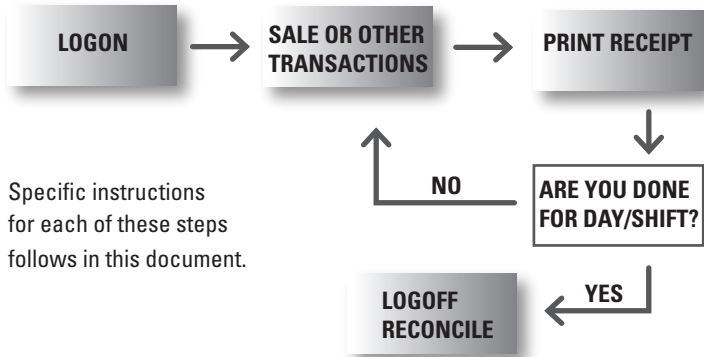 LOGON
SALE OR OTHER
TRANSACTIONS
PRINT RECEIPT
ARE YOU DONE
FOR DAY/SHIFT?
NO
YES
LOGOFF
RECONCILE
Specific instructions
for each of these steps
follows in this document.